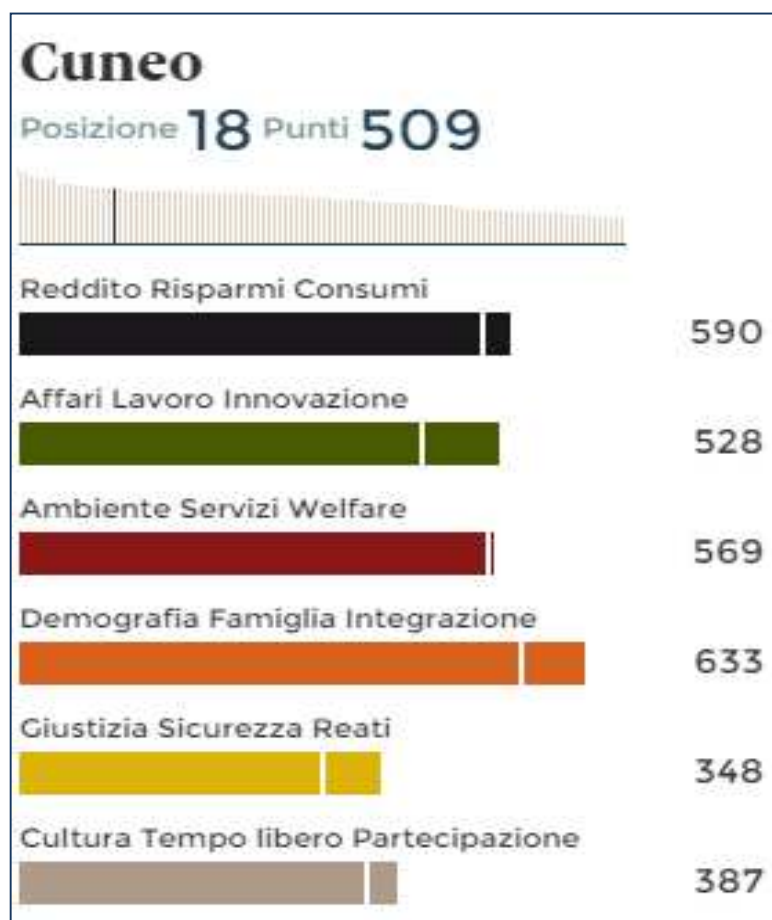 Cuneo
Posizione 18 Punti 509
Reddito Risparmi Consumi
590
Affari Lavoro Innovazione
528
Ambiente Servizi Welfare
569
Demografia Famiglia Integrazione
633
Giustizia Sicurezza Reati
348
Cultura Tempo libero Partecipazione
387